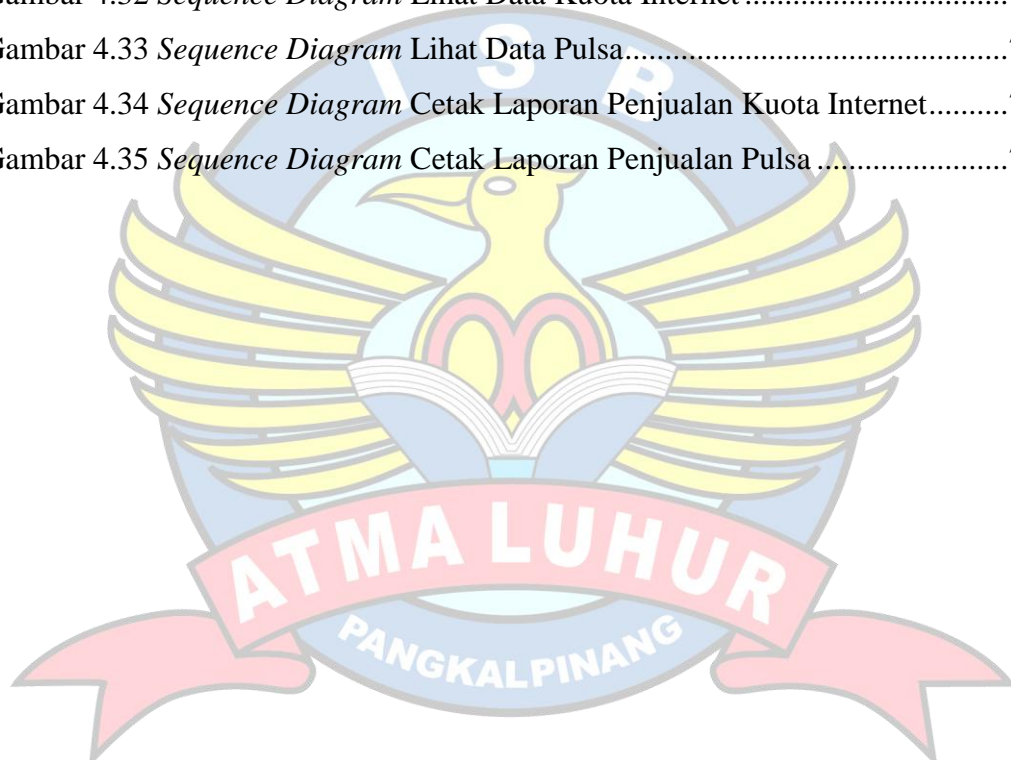 Gambar 4.32 Sequence Diagram Lihat Data Kuota Internet
Gambar 4.33 Sequence Diagram Lihat Data Pulsa
Gambar 4.34 Sequence Diagram Cetak Laporan Penjualan Kuota Internet
Gambar 4.35 Sequence Diagram Cetak Laporan Penjualan Pulsa
I S B
ATMA LUHUR
PANGKALPINANG